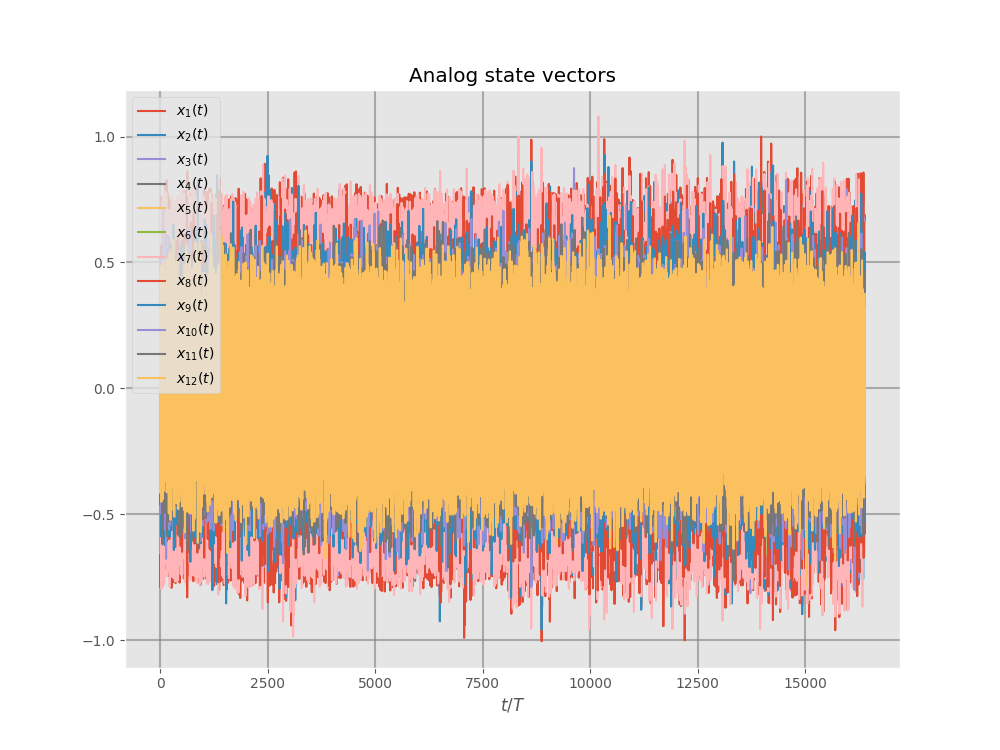 Analog state vectors
x₁(t)
x₂(t)
x₃(t)
x₄(t)
x₅(t)
x₆(t)
x₇(t)
x₈(t)
x₉(t)
x₁₀(t)
x₁₁(t)
x₁₂(t)
1.0
0.5
0.0
−0.5
−1.0
0 2500 5000 7500 10000 12500 15000
t/T